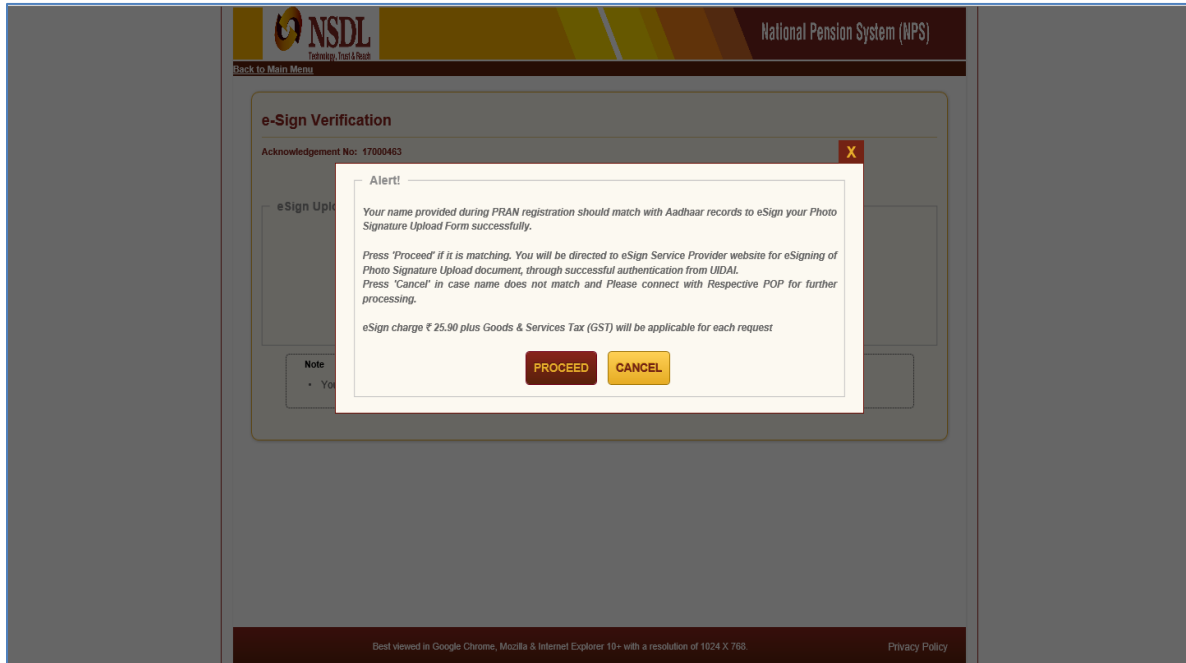 NSDL
Technology, Trust & Reach
National Pension System (NPS)
Back to Main Menu
e-Sign Verification
Acknowledgement No: 17000463
X
Alert!
eSign Uplo
Your name provided during PRAN registration should match with Aadhaar records to eSign your Photo
Signature Upload Form successfully.
Press 'Proceed' if it is matching. You will be directed to eSign Service Provider website for eSigning of
Photo Signature Upload document, through successful authentication from UIDAI.
Press 'Cancel' in case name does not match and Please connect with Respective POP for further
processing.
eSign charge ₹ 25.90 plus Goods & Services Tax (GST) will be applicable for each request
PROCEED CANCEL
Note
• You
Best viewed in Google Chrome, Mozilla & Internet Explorer 10+ with a resolution of 1024 X 768.
Privacy Policy